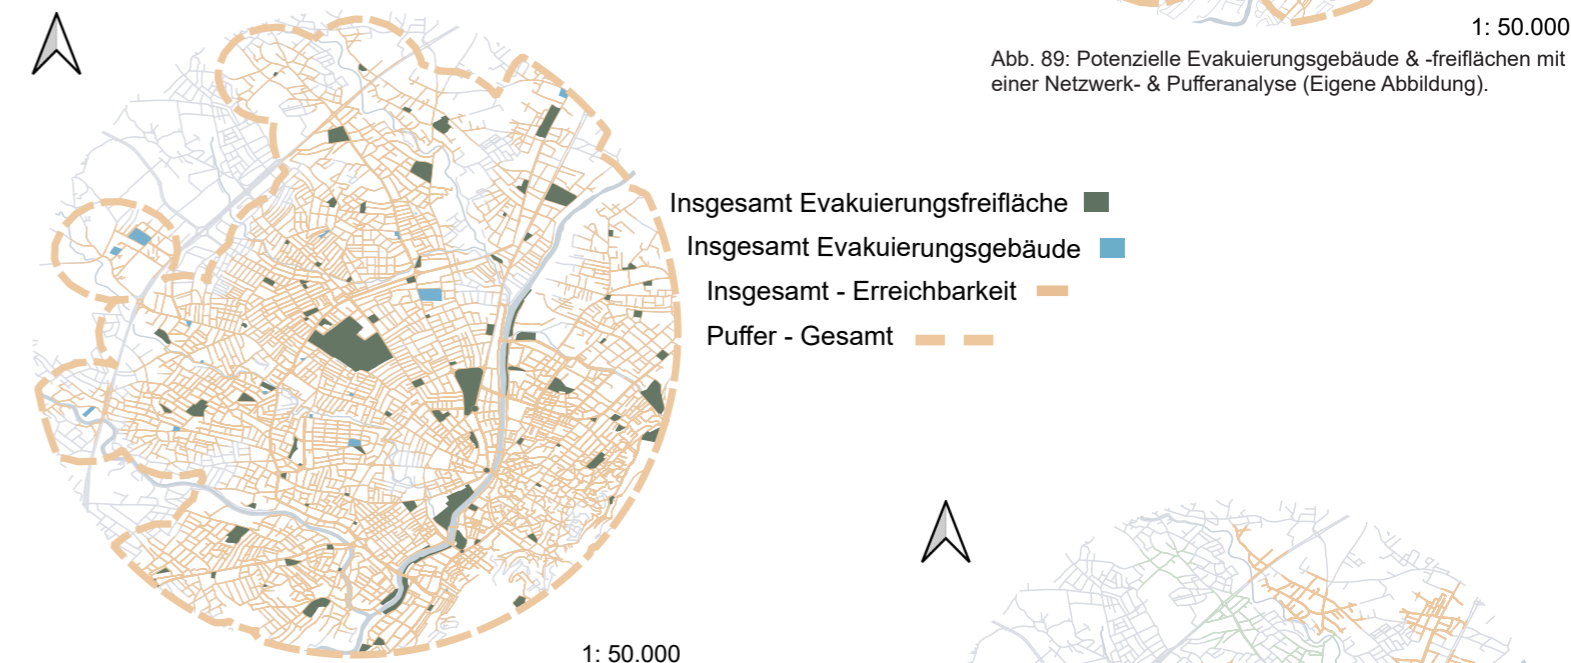 1: 50.000
Abb. 89: Potenzielle Evakuierungsgebäude & -freiflächen mit
einer Netzwerk- & Pufferanalyse (Eigene Abbildung).
Insgesamt Evakuierungsfreifläche
Insgesamt Evakuierungsgebäude
Insgesamt - Erreichbarkeit
Puffer - Gesamt
1: 50.000